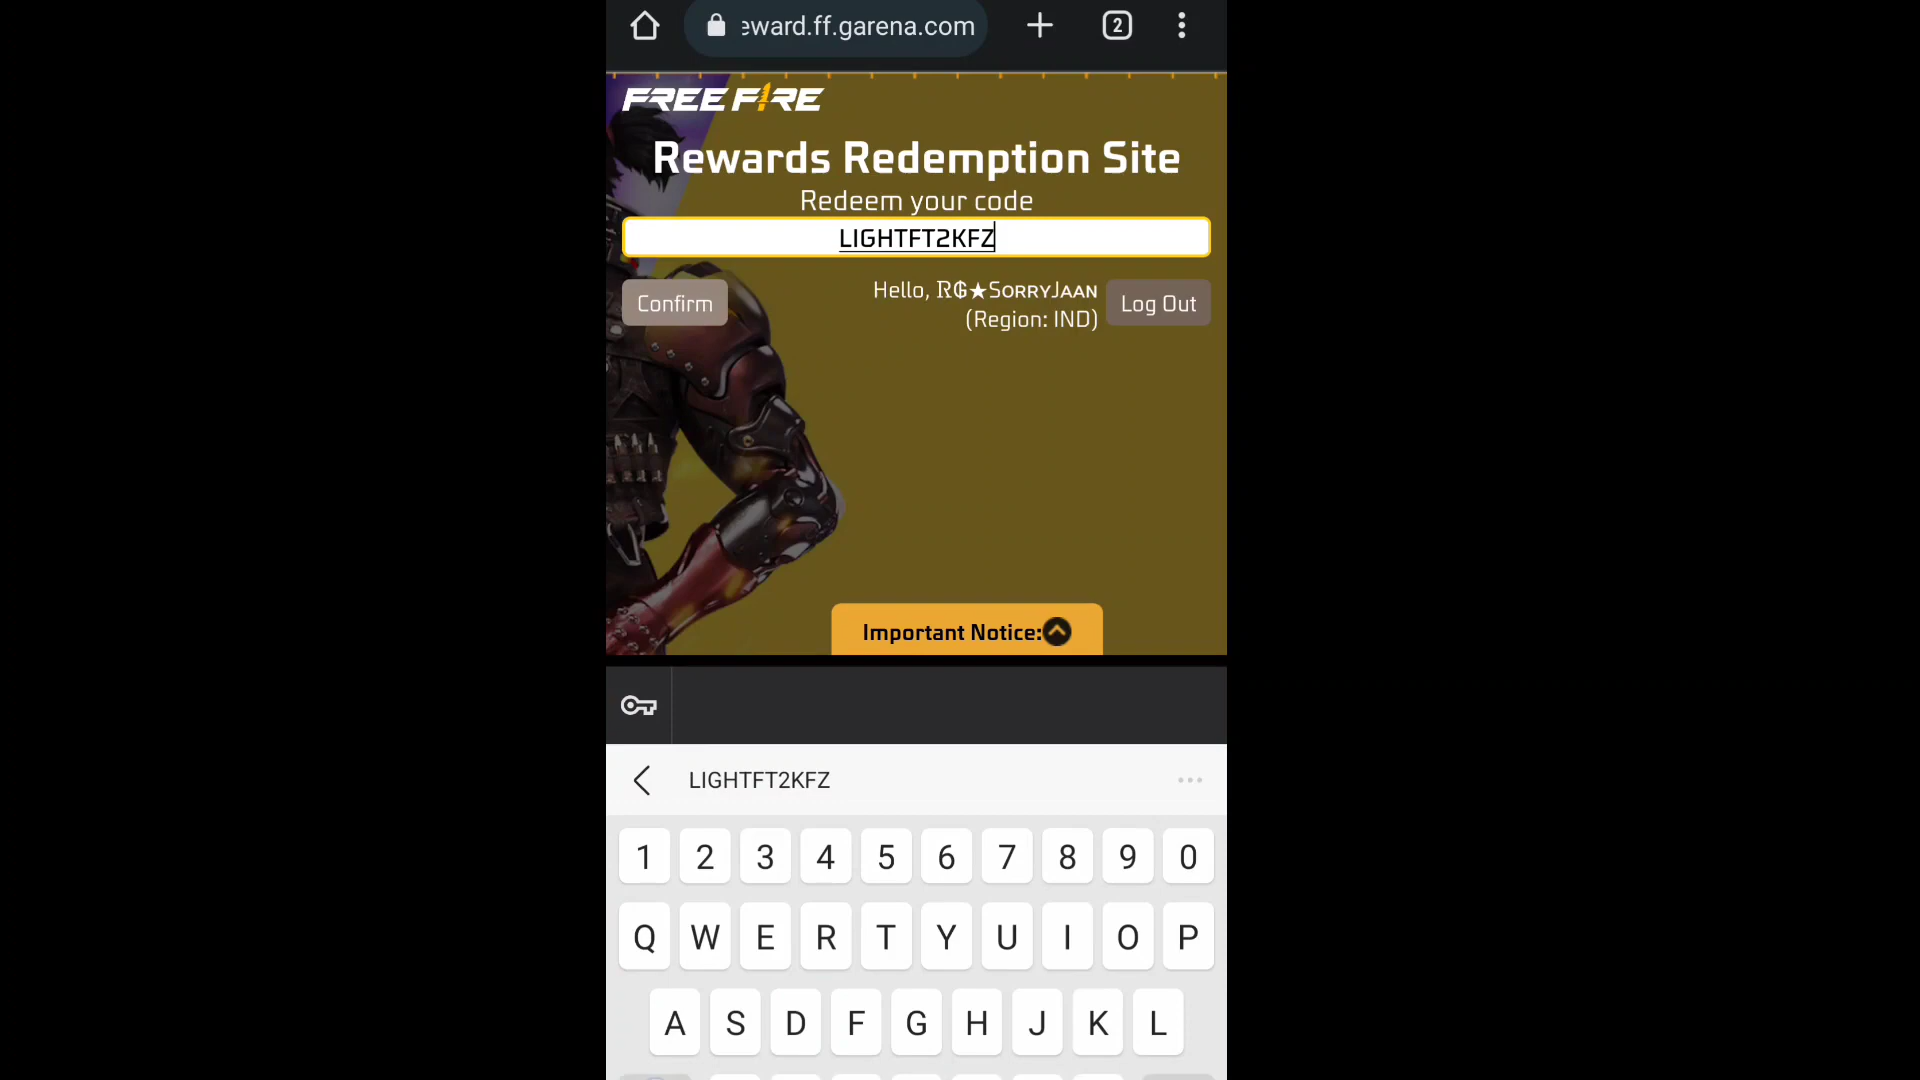 eward.ff.garena.com
2
FREE FIRE
Rewards Redemption Site
Redeem your code
LIGHTFT2KFZ
Confirm
Hello, RG★SORRYJAAN
(Region: IND)
Log Out
Important Notice:
LIGHTFT2KFZ
1 2 3 4 5 6 7 8 9 0
Q W E R T Y U I O P
A S D F G H J K L